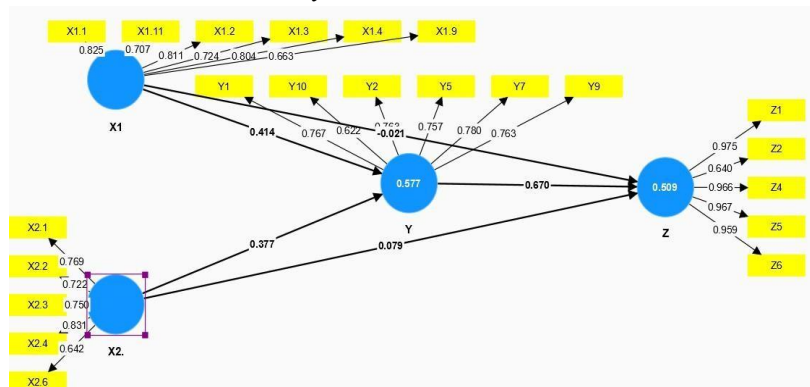 X1.1 X1.11 X1.2 X1.3 X1.4 X1.9
0.825 0.707 0.811 0.724 0.804 0.663
X1
Y1 Y10 Y2 Y5 Y7 Y9
0.767 0.622 0.757 0.780 0.763
0.414 -0.021
0.577
Y
0.670
0.377
0.079
Z1
0.975
Z2
0.640
0.509
0.966 Z4
0.967
Z5
0.959
Z
Z6
X2.1
0.769
X2.2
0.722
X2.3 0.750
0.831
X2.4
0.642
X2.
X2.6